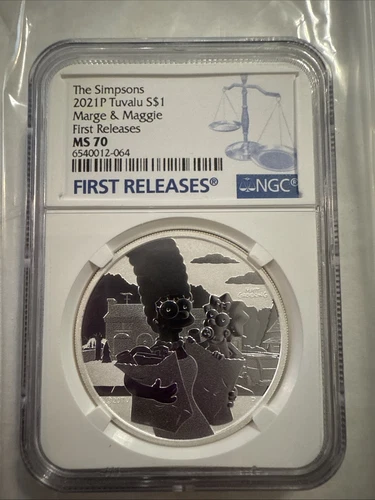 The Simpsons
2021P Tuvalu S$1
Marge & Maggie
First Releases
MS 70
6540012-064
FIRST RELEASES®
NGC®